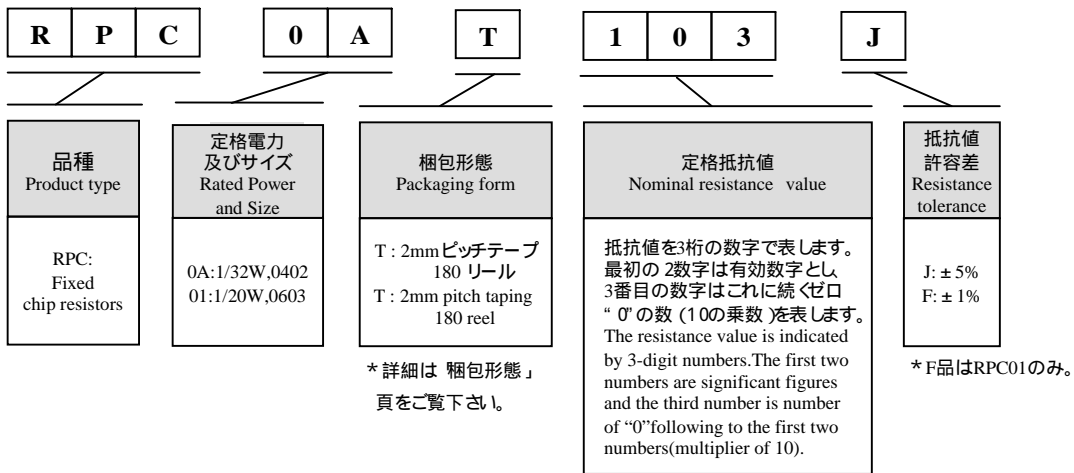 R P C 0 A T 1 0 3 J
品種
Product type
定格電力
及びサイズ
Rated Power
and Size
梱包形態
Packaging form
定格抵抗値
Nominal resistance value
抵抗値
許容差
Resistance
tolerance
RPC:
Fixed
chip resistors
0A:1/32W,0402
01:1/20W,0603
T : 2mmピッチテープ
180 リール
T : 2mm pitch taping
180 reel
抵抗値を3桁の数字で表します。
最初の 2数字は有効数字とし、
3番目の数字はこれに続くゼロ
“ 0”の数 (10の乗数 )を表します。
The resistance value is indicated
by 3-digit numbers.The first two
numbers are significant figures
and the third number is number
of “0”following to the first two
numbers(multiplier of 10).
J: ± 5%
F: ± 1%
*詳細は「梱包形態」
頁をご覧下さい。
*F品はRPC01のみ。